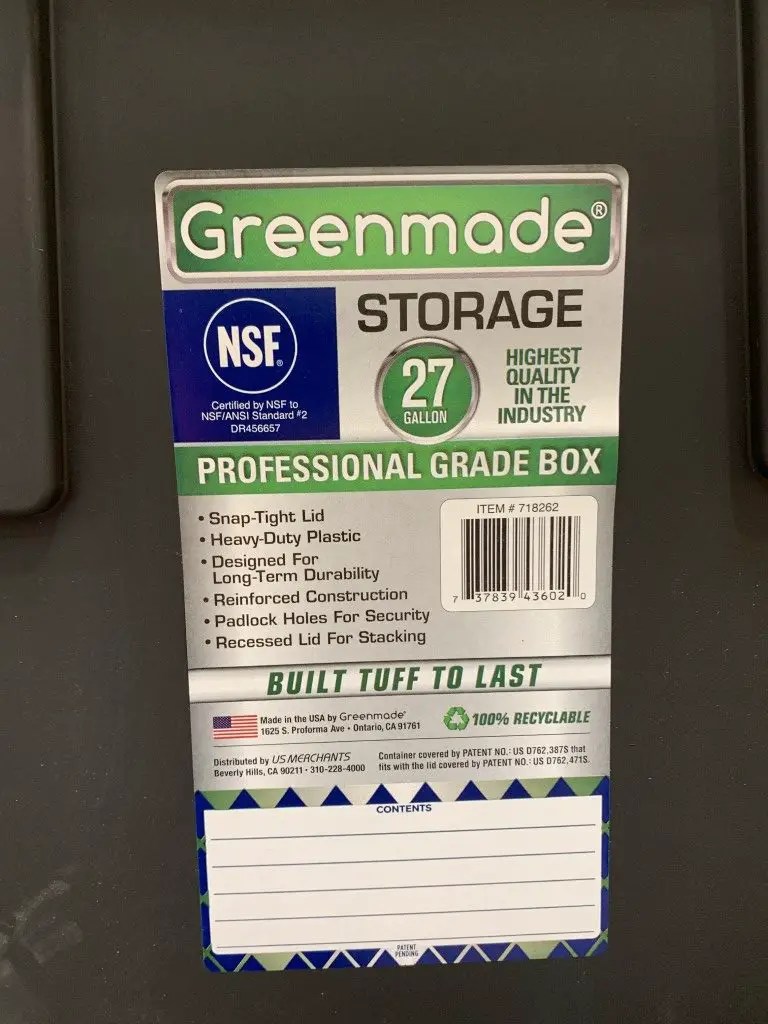 Greenmade®
NSF®
Certified by NSF to
NSF/ANSI Standard #2
DR456657
STORAGE
27
GALLON
HIGHEST
QUALITY
IN THE
INDUSTRY
PROFESSIONAL GRADE BOX
• Snap-Tight Lid
• Heavy-Duty Plastic
• Designed For
Long-Term Durability
• Reinforced Construction
• Padlock Holes For Security
• Recessed Lid For Stacking
ITEM # 718262
7 37839 43602 0
BUILT TUFF TO LAST
Made in the USA by Greenmade®
1625 S. Proforma Ave • Ontario, CA 91761
100% RECYCLABLE
Distributed by US MERCHANTS
Beverly Hills, CA 90211 • 310-228-4000
Container covered by PATENT NO.: US D762,387S that
fits with the lid covered by PATENT NO.: US D762,471S.
CONTENTS
PATENT
PENDING